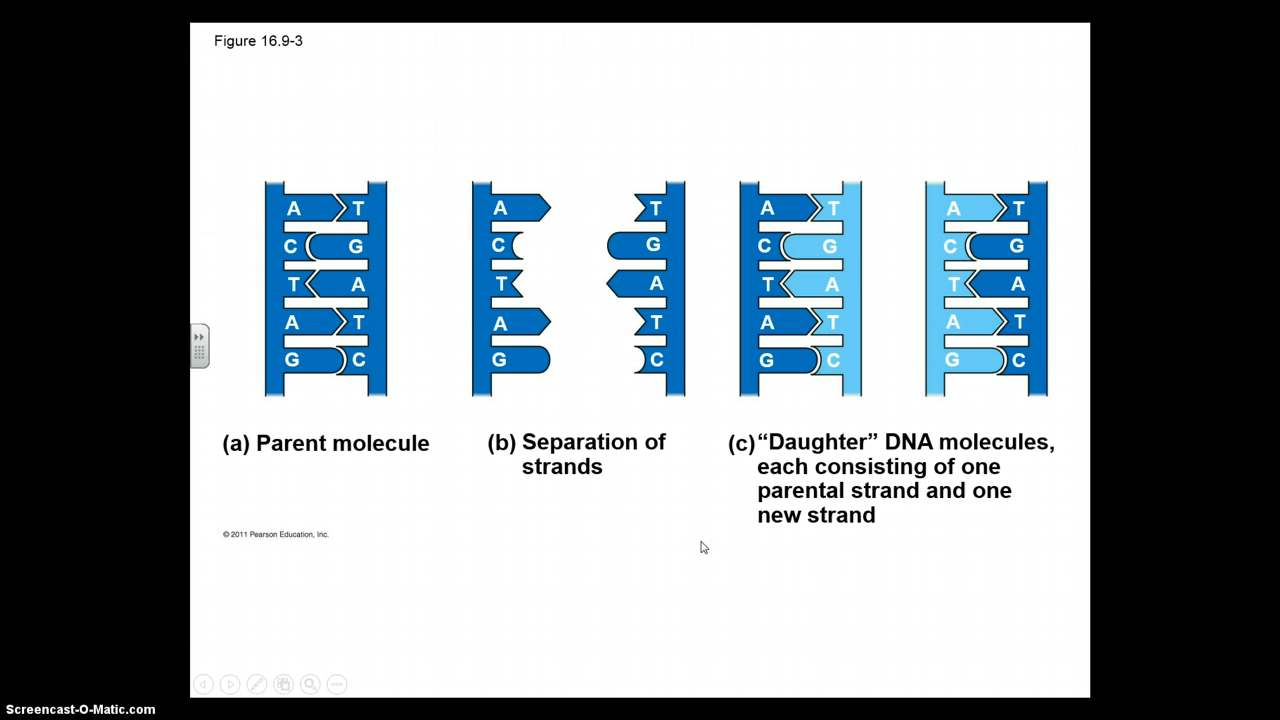 Figure 16.9-3
A T A T A T A T
C G C G C G C G
T A T A T A T A
A T A T A T A T
G C G C G C G C
(a) Parent molecule
(b) Separation of
strands
(c) “Daughter” DNA molecules,
each consisting of one
parental strand and one
new strand
© 2011 Pearson Education, Inc.
Screencast-O-Matic.com